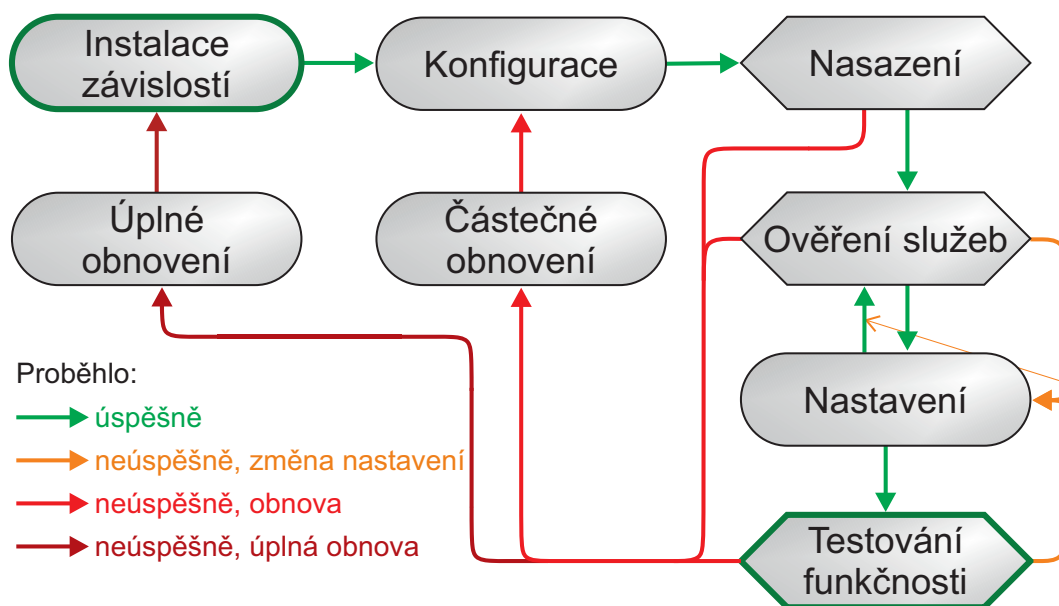 Instalace
závislostí
Konfigurace
Nasazení
Úplné
obnovení
Částečné
obnovení
Ověření služeb
Nastavení
Testování
funkčnosti
Proběhlo:
úspěšně
neúspěšně, změna nastavení
neúspěšně, obnova
neúspěšně, úplná obnova